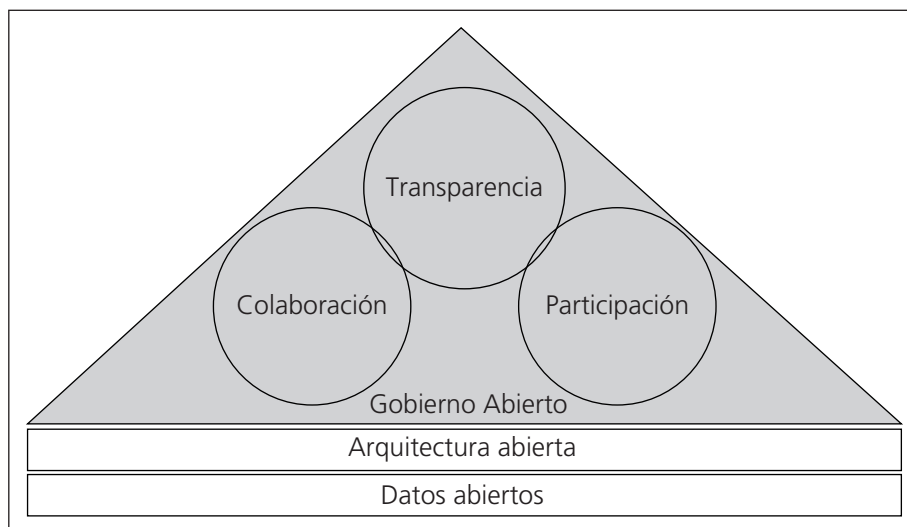 Transparencia
Colaboración
Participación
Gobierno Abierto
Arquitectura abierta
Datos abiertos